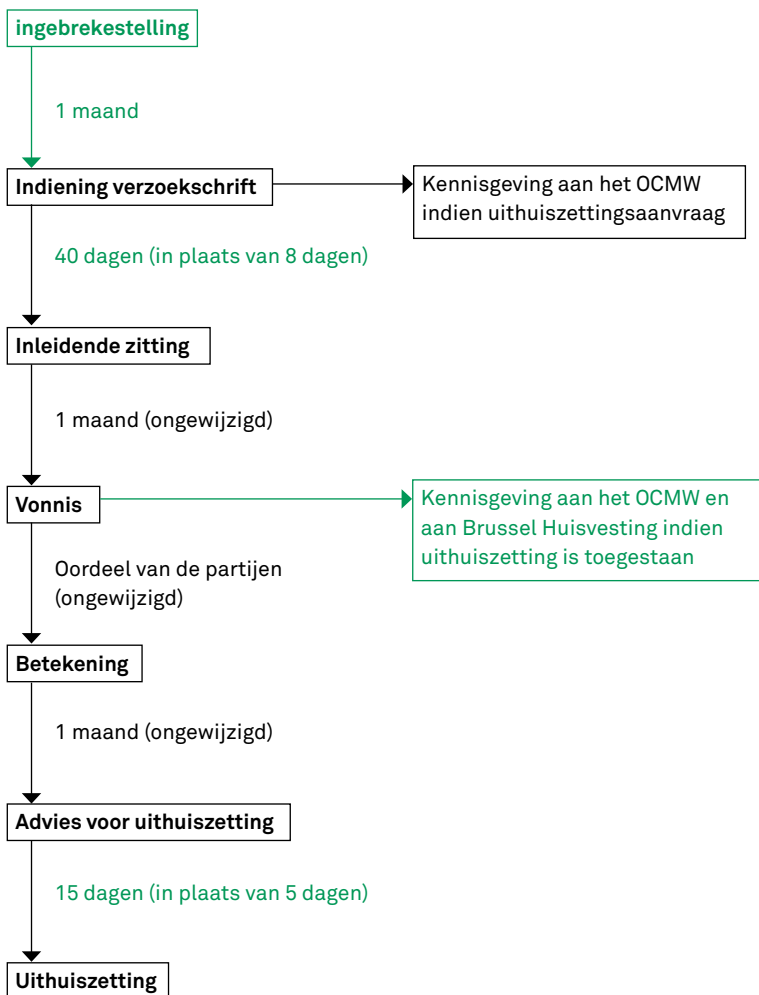 ingebrekestelling
1 maand
Indiening verzoekschrift
Kennisgeving aan het OCMW
indien uithuiszettingsaanvraag
40 dagen (in plaats van 8 dagen)
Inleidende zitting
1 maand (ongewijzigd)
Vonnis
Kennisgeving aan het OCMW en
aan Brussel Huisvesting indien
uithuiszetting is toegestaan
Oordeel van de partijen
(ongewijzigd)
Betekening
1 maand (ongewijzigd)
Advies voor uithuiszetting
15 dagen (in plaats van 5 dagen)
Uithuiszetting